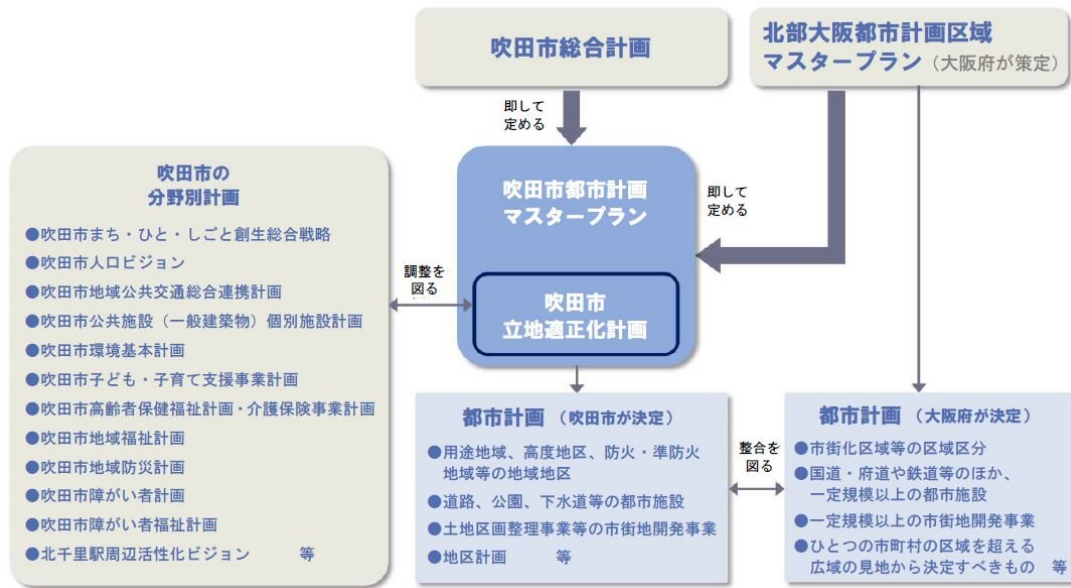 吹田市総合計画
北部大阪都市計画区域
マスタープラン（大阪府が策定）
即して
定める
吹田市都市計画
マスタープラン
即して
定める
吹田市
立地適正化計画
吹田市の
分野別計画
●吹田市まち・ひと・しごと創生総合戦略
●吹田市人口ビジョン
●吹田市地域公共交通総合連携計画
●吹田市公共施設（一般建築物）個別施設計画
●吹田市環境基本計画
●吹田市子ども・子育て支援事業計画
●吹田市高齢者保健福祉計画・介護保険事業計画
●吹田市地域福祉計画
●吹田市地域防災計画
●吹田市障がい者計画
●吹田市障がい者福祉計画
●北千里駅周辺活性化ビジョン　等
調整を
図る
都市計画（吹田市が決定）
●用途地域、高度地区、防火・準防火
地域等の地域地区
●道路、公園、下水道等の都市施設
●土地区画整理事業等の市街地開発事業
●地区計画　等
整合を
図る
都市計画（大阪府が決定）
●市街化区域等の区域区分
●国道・府道や鉄道等のほか、
一定規模以上の都市施設
●一定規模以上の市街地開発事業
●ひとつの市町村の区域を超える
広域の見地から決定すべきもの　等